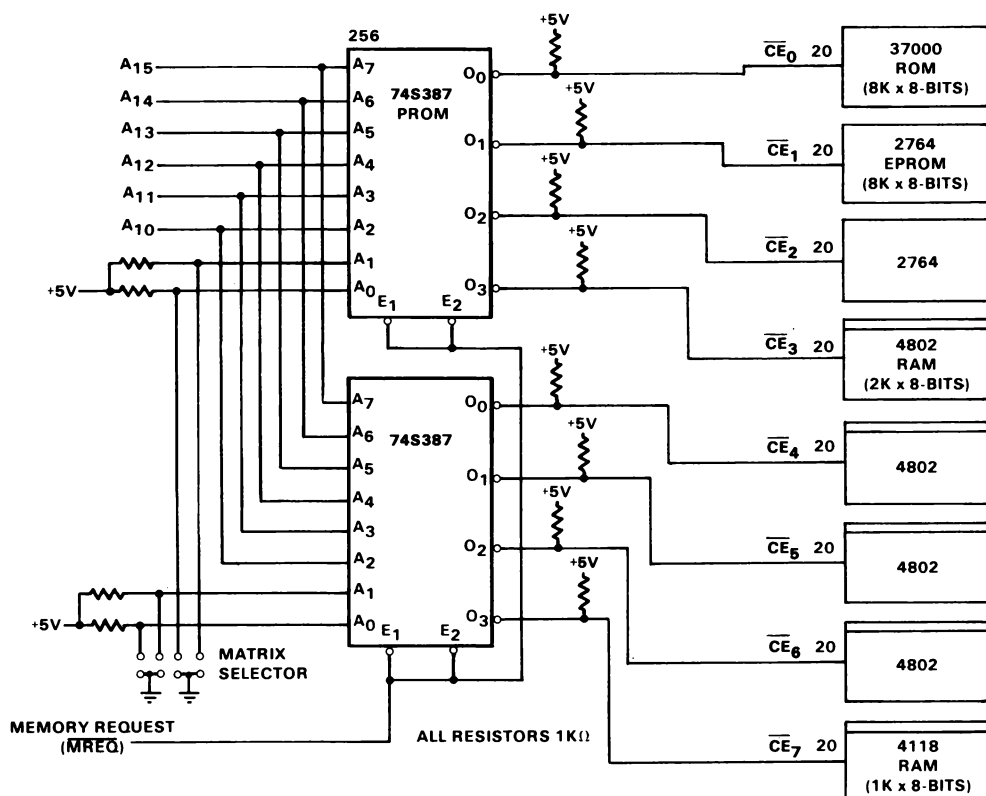 256
+5V
A15
A14
A13
A12
A11
A10
+5V
A7
A6
A5
A4
A3
A2
A1
A0
74S387
PROM
E1 E2
O0
O1
O2
O3
+5V
+5V
+5V
CE0 20
37000
ROM
(8K x 8-BITS)
CE1 20
2764
EPROM
(8K x 8-BITS)
CE2 20
2764
CE3 20
4802
RAM
(2K x 8-BITS)
A7
A6
A5
A4
A3
A2
A1
A0
74S387
E1 E2
O0
O1
O2
O3
+5V
+5V
+5V
+5V
+5V
CE4 20
4802
CE5 20
4802
CE6 20
4802
CE7 20
4118
RAM
(1K x 8-BITS)
MATRIX
SELECTOR
MEMORY REQUEST
(MREQ)
ALL RESISTORS 1KΩ